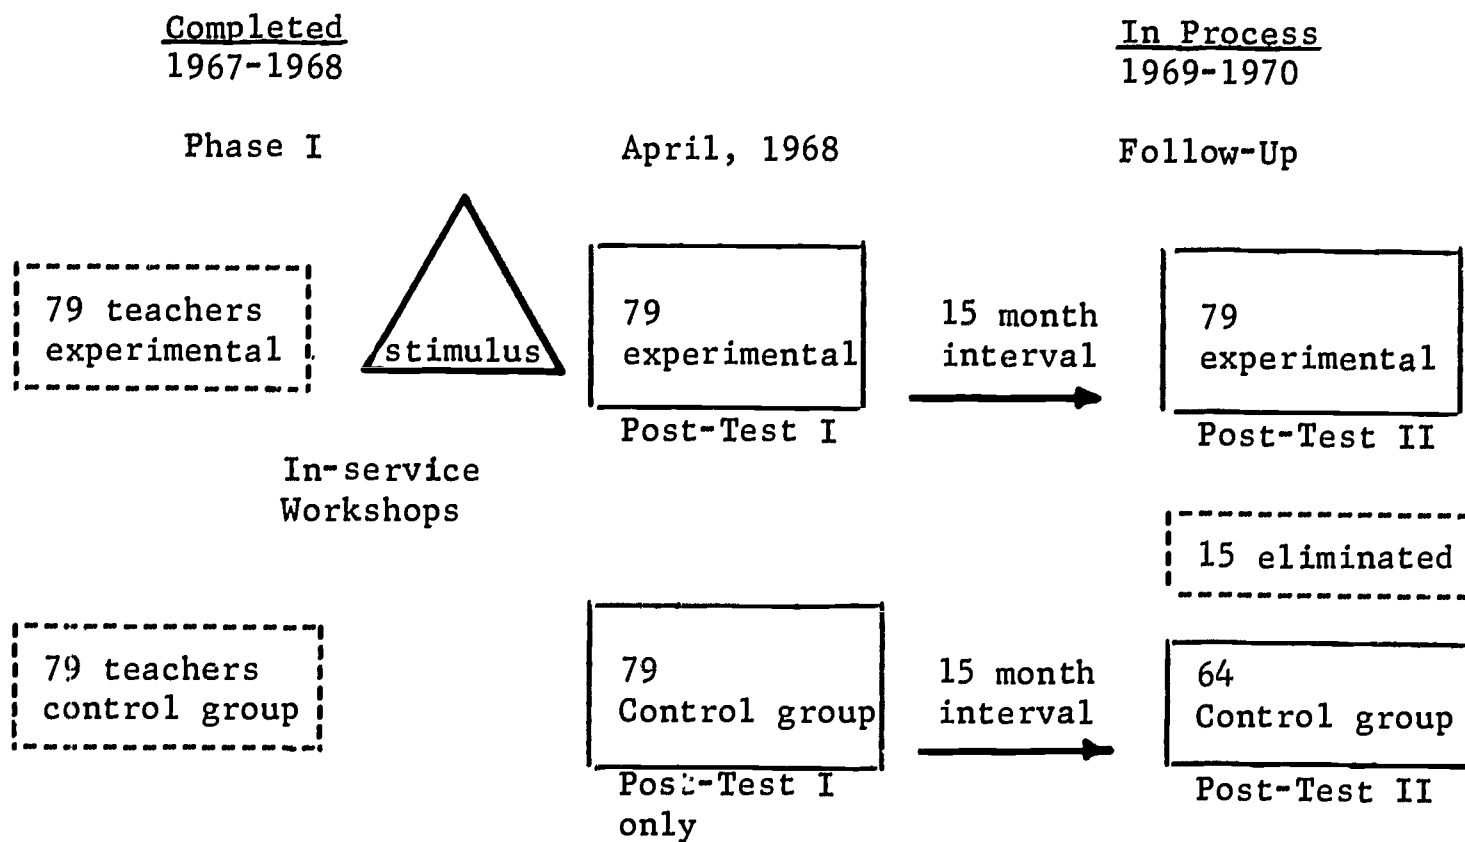 Completed
1967-1968
In Process
1969-1970
Phase I
April, 1968
Follow-Up
79 teachers
experimental
stimulus
79
experimental
Post-Test I
15 month
interval
79
experimental
Post-Test II
In-service
Workshops
15 eliminated
79 teachers
control group
79
Control group
Post-Test I
only
15 month
interval
64
Control group
Post-Test II